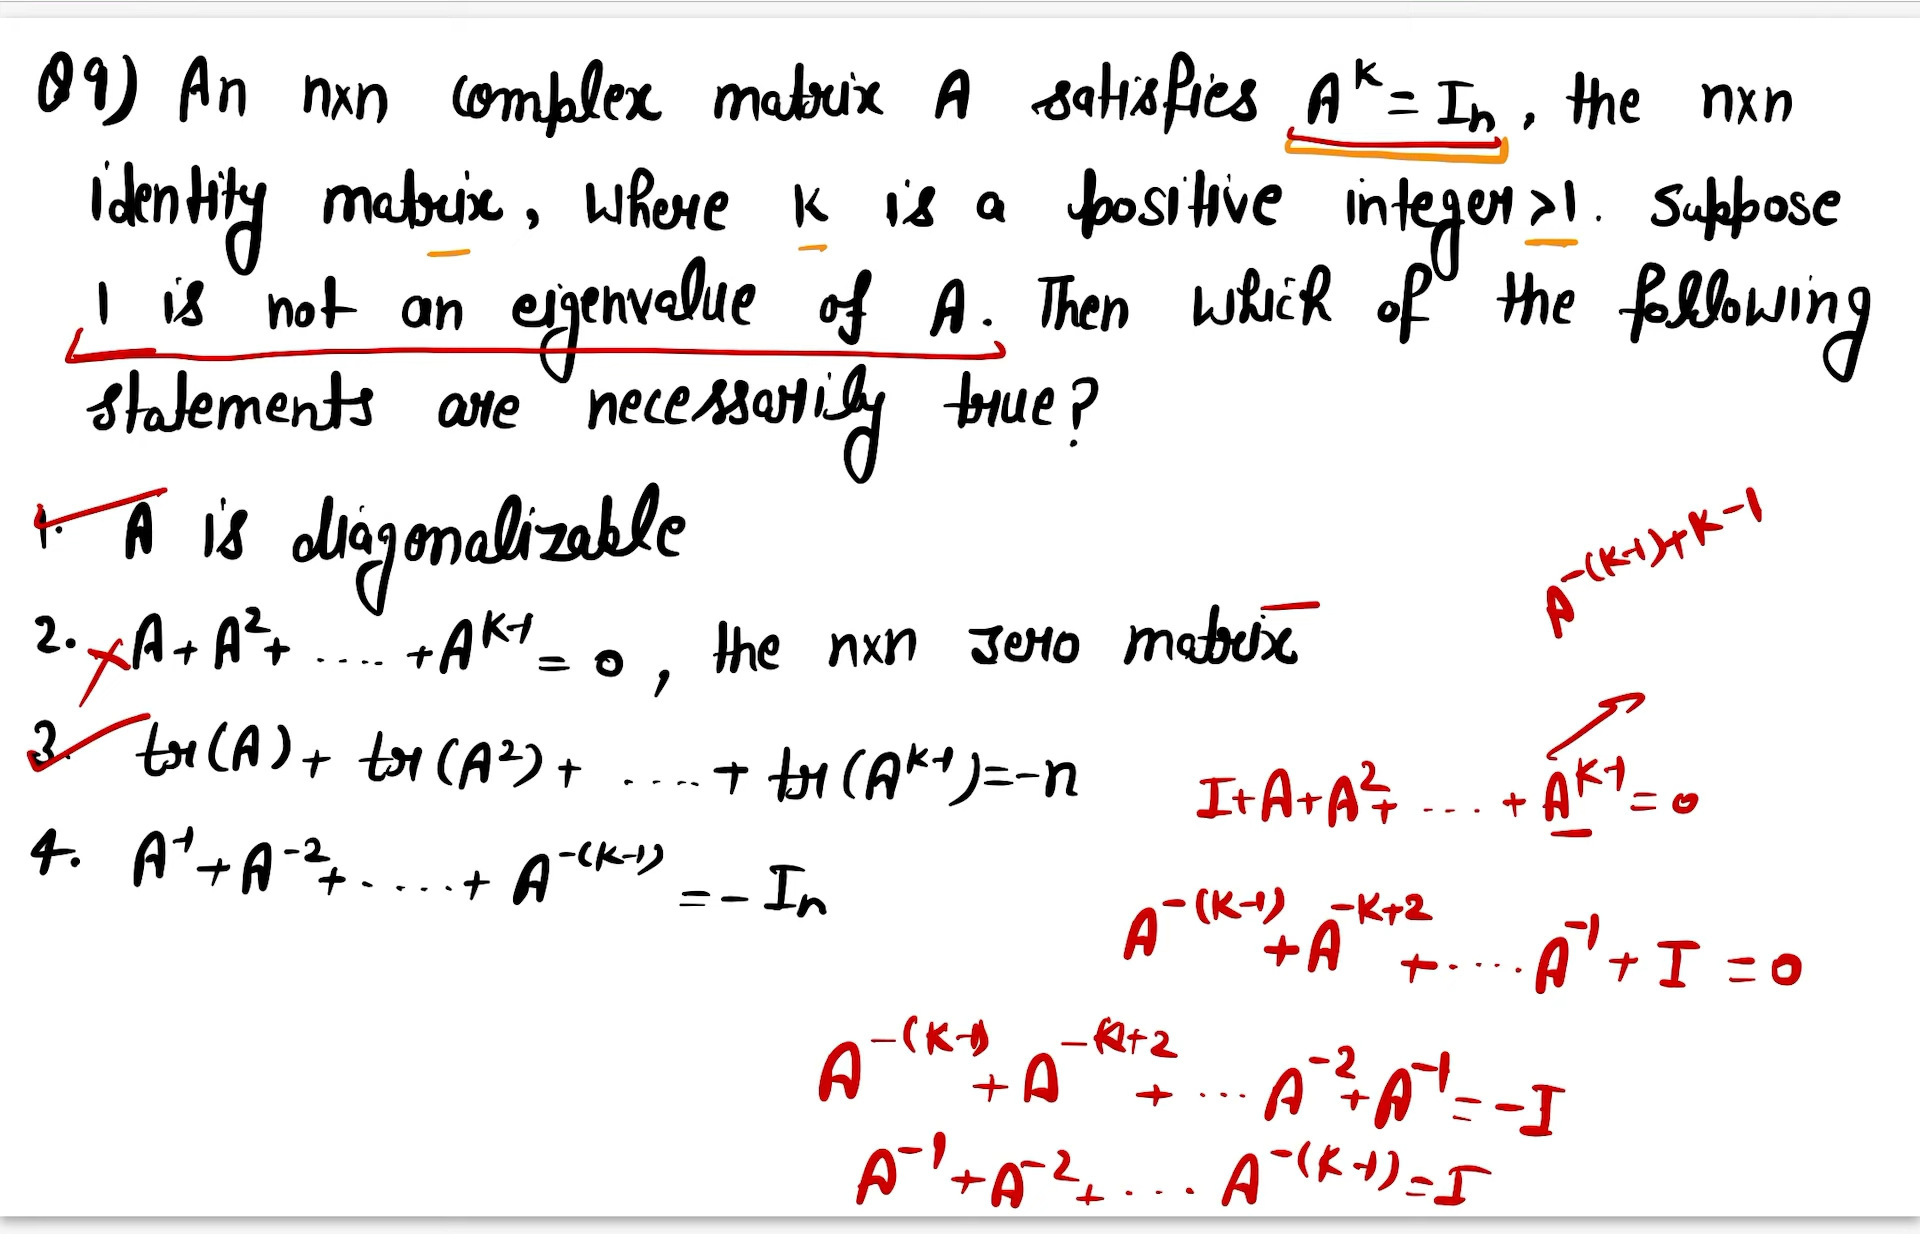 Q9) An nxn complex matrix A satisfies A^K = I_n, the nxn
identity matrix, where K is a positive integer >1. Suppose
1 is not an eigenvalue of A. Then which of the following
statements are necessarily true?
1. A is diagonalizable
A^{-(K-1)+K-1}
2. A + A^2 + .... + A^{K-1} = 0, the nxn zero matrix
3. tr(A) + tr(A^2) + .... + tr(A^{K-1}) = -n
I + A + A^2 + .... + A^{K-1} = 0
4. A^{-1} + A^{-2} + ..... + A^{-(K-1)} = - I_n
A^{-(K-1)} + A^{-K+2} + ..... A^{-1} + I = 0
A^{-(K-1)} + A^{-K+2} + ... A^{-2} + A^{-1} = -I
A^{-1} + A^{-2} + .... A^{-(K-1)} = I